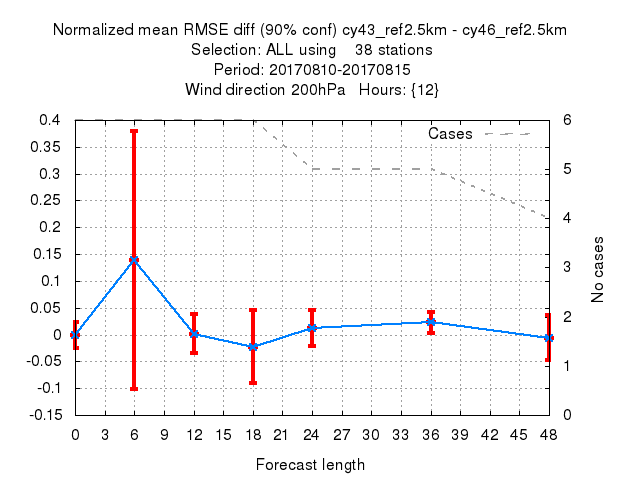 Normalized mean RMSE diff (90% conf) cy43_ref2.5km - cy46_ref2.5km
Selection: ALL using    38 stations
Period: 20170810-20170815
Wind direction 200hPa   Hours: {12}
Cases
0.4
0.35
0.3
0.25
0.2
0.15
0.1
0.05
0
-0.05
-0.1
-0.15
6
5
4
3
2
1
0
No cases
0 3 6 9 12 15 18 21 24 27 30 33 36 39 42 45 48
Forecast length